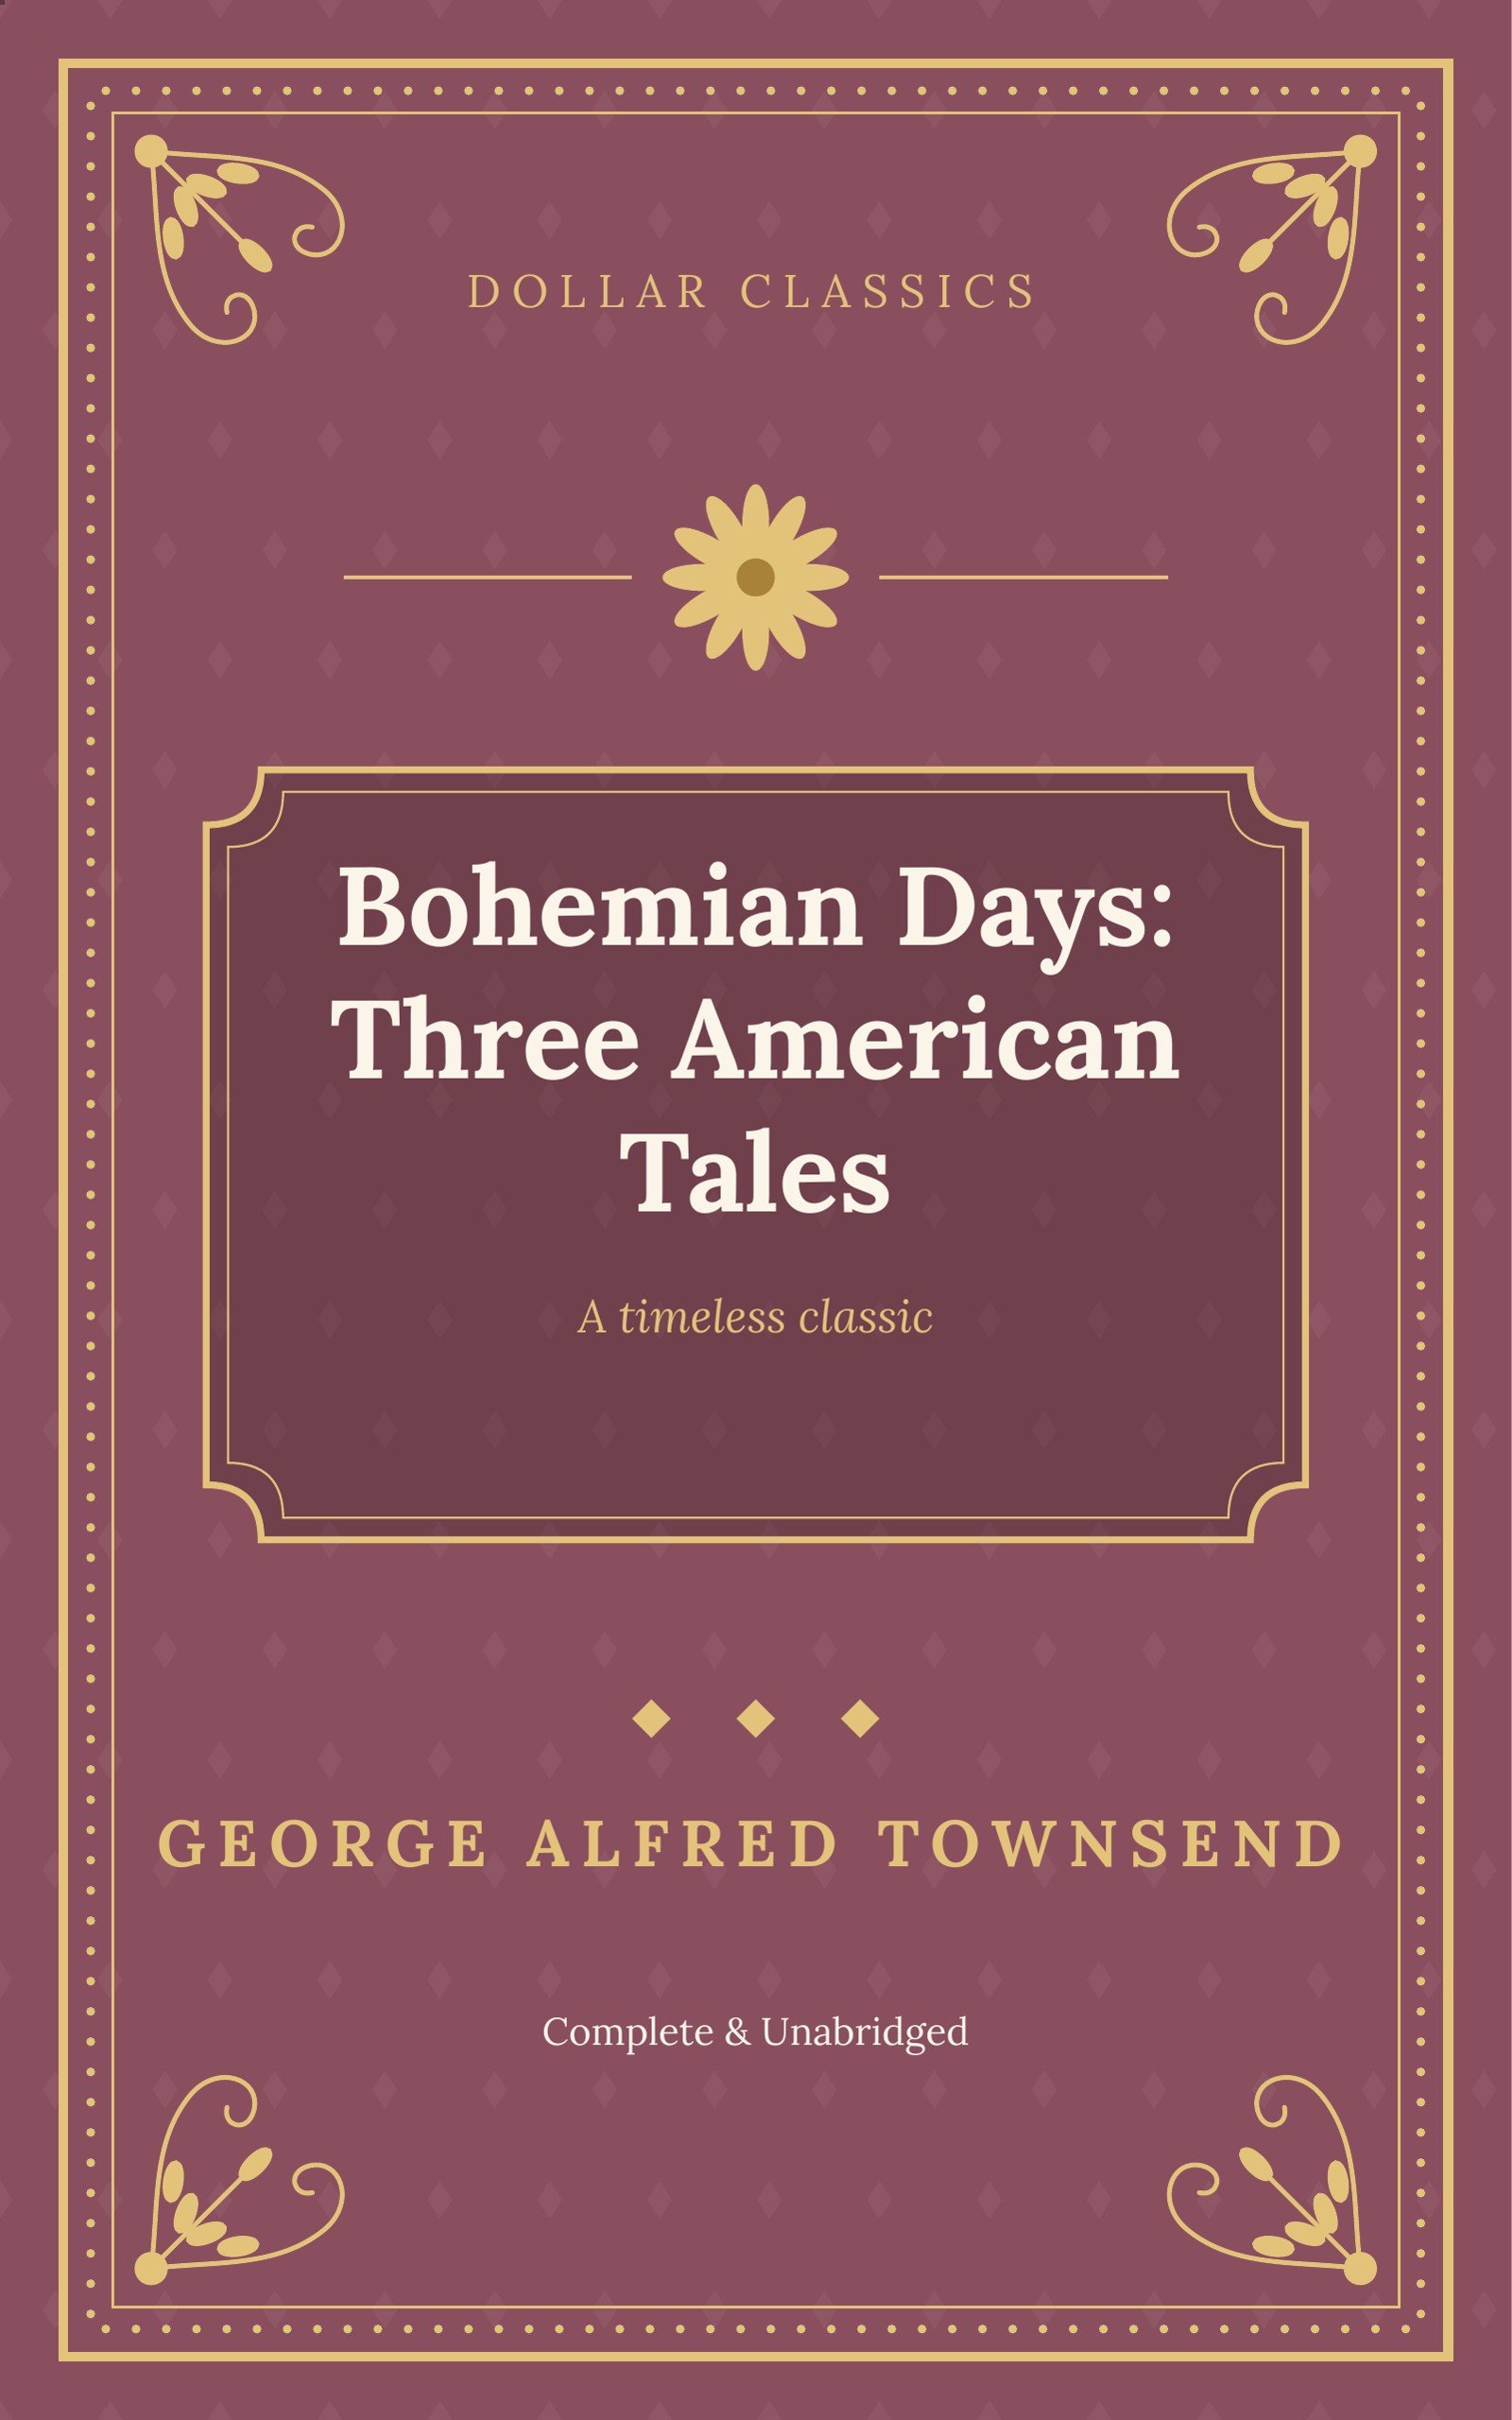 DOLLAR CLASSICS
Bohemian Days:
Three American
Tales
A timeless classic
GEORGE ALFRED TOWNSEND
Complete & Unabridged